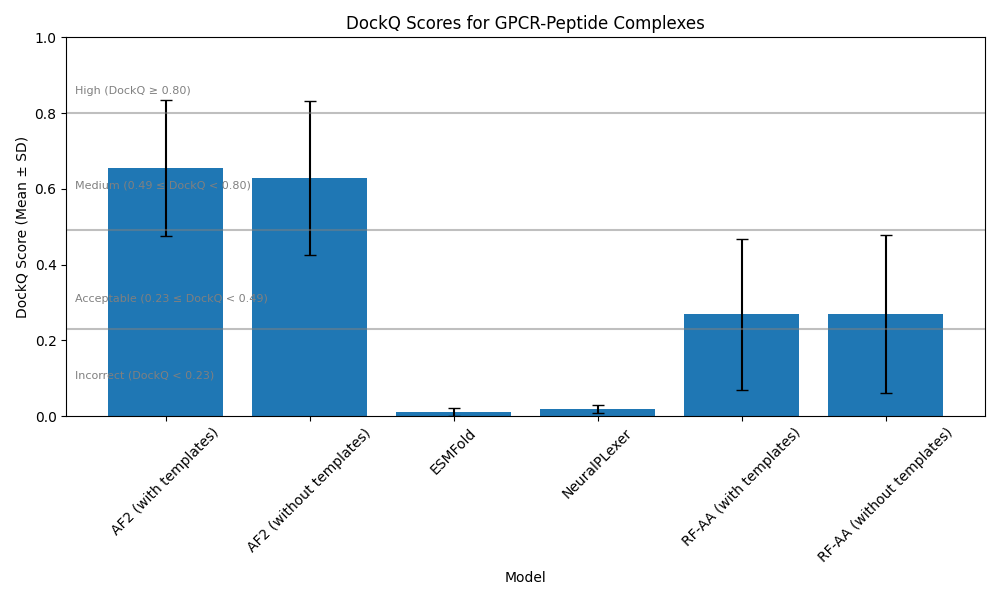 DockQ Scores for GPCR-Peptide Complexes
1.0
High (DockQ ≥ 0.80)
0.8
Medium (0.49 ≤ DockQ < 0.80)
0.6
0.4
Acceptable (0.23 ≤ DockQ < 0.49)
0.2
Incorrect (DockQ < 0.23)
0.0
DockQ Score (Mean ± SD)
AF2 (with templates)
AF2 (without templates)
ESMFold
NeuralPLexer
RF-AA (with templates)
RF-AA (without templates)
Model